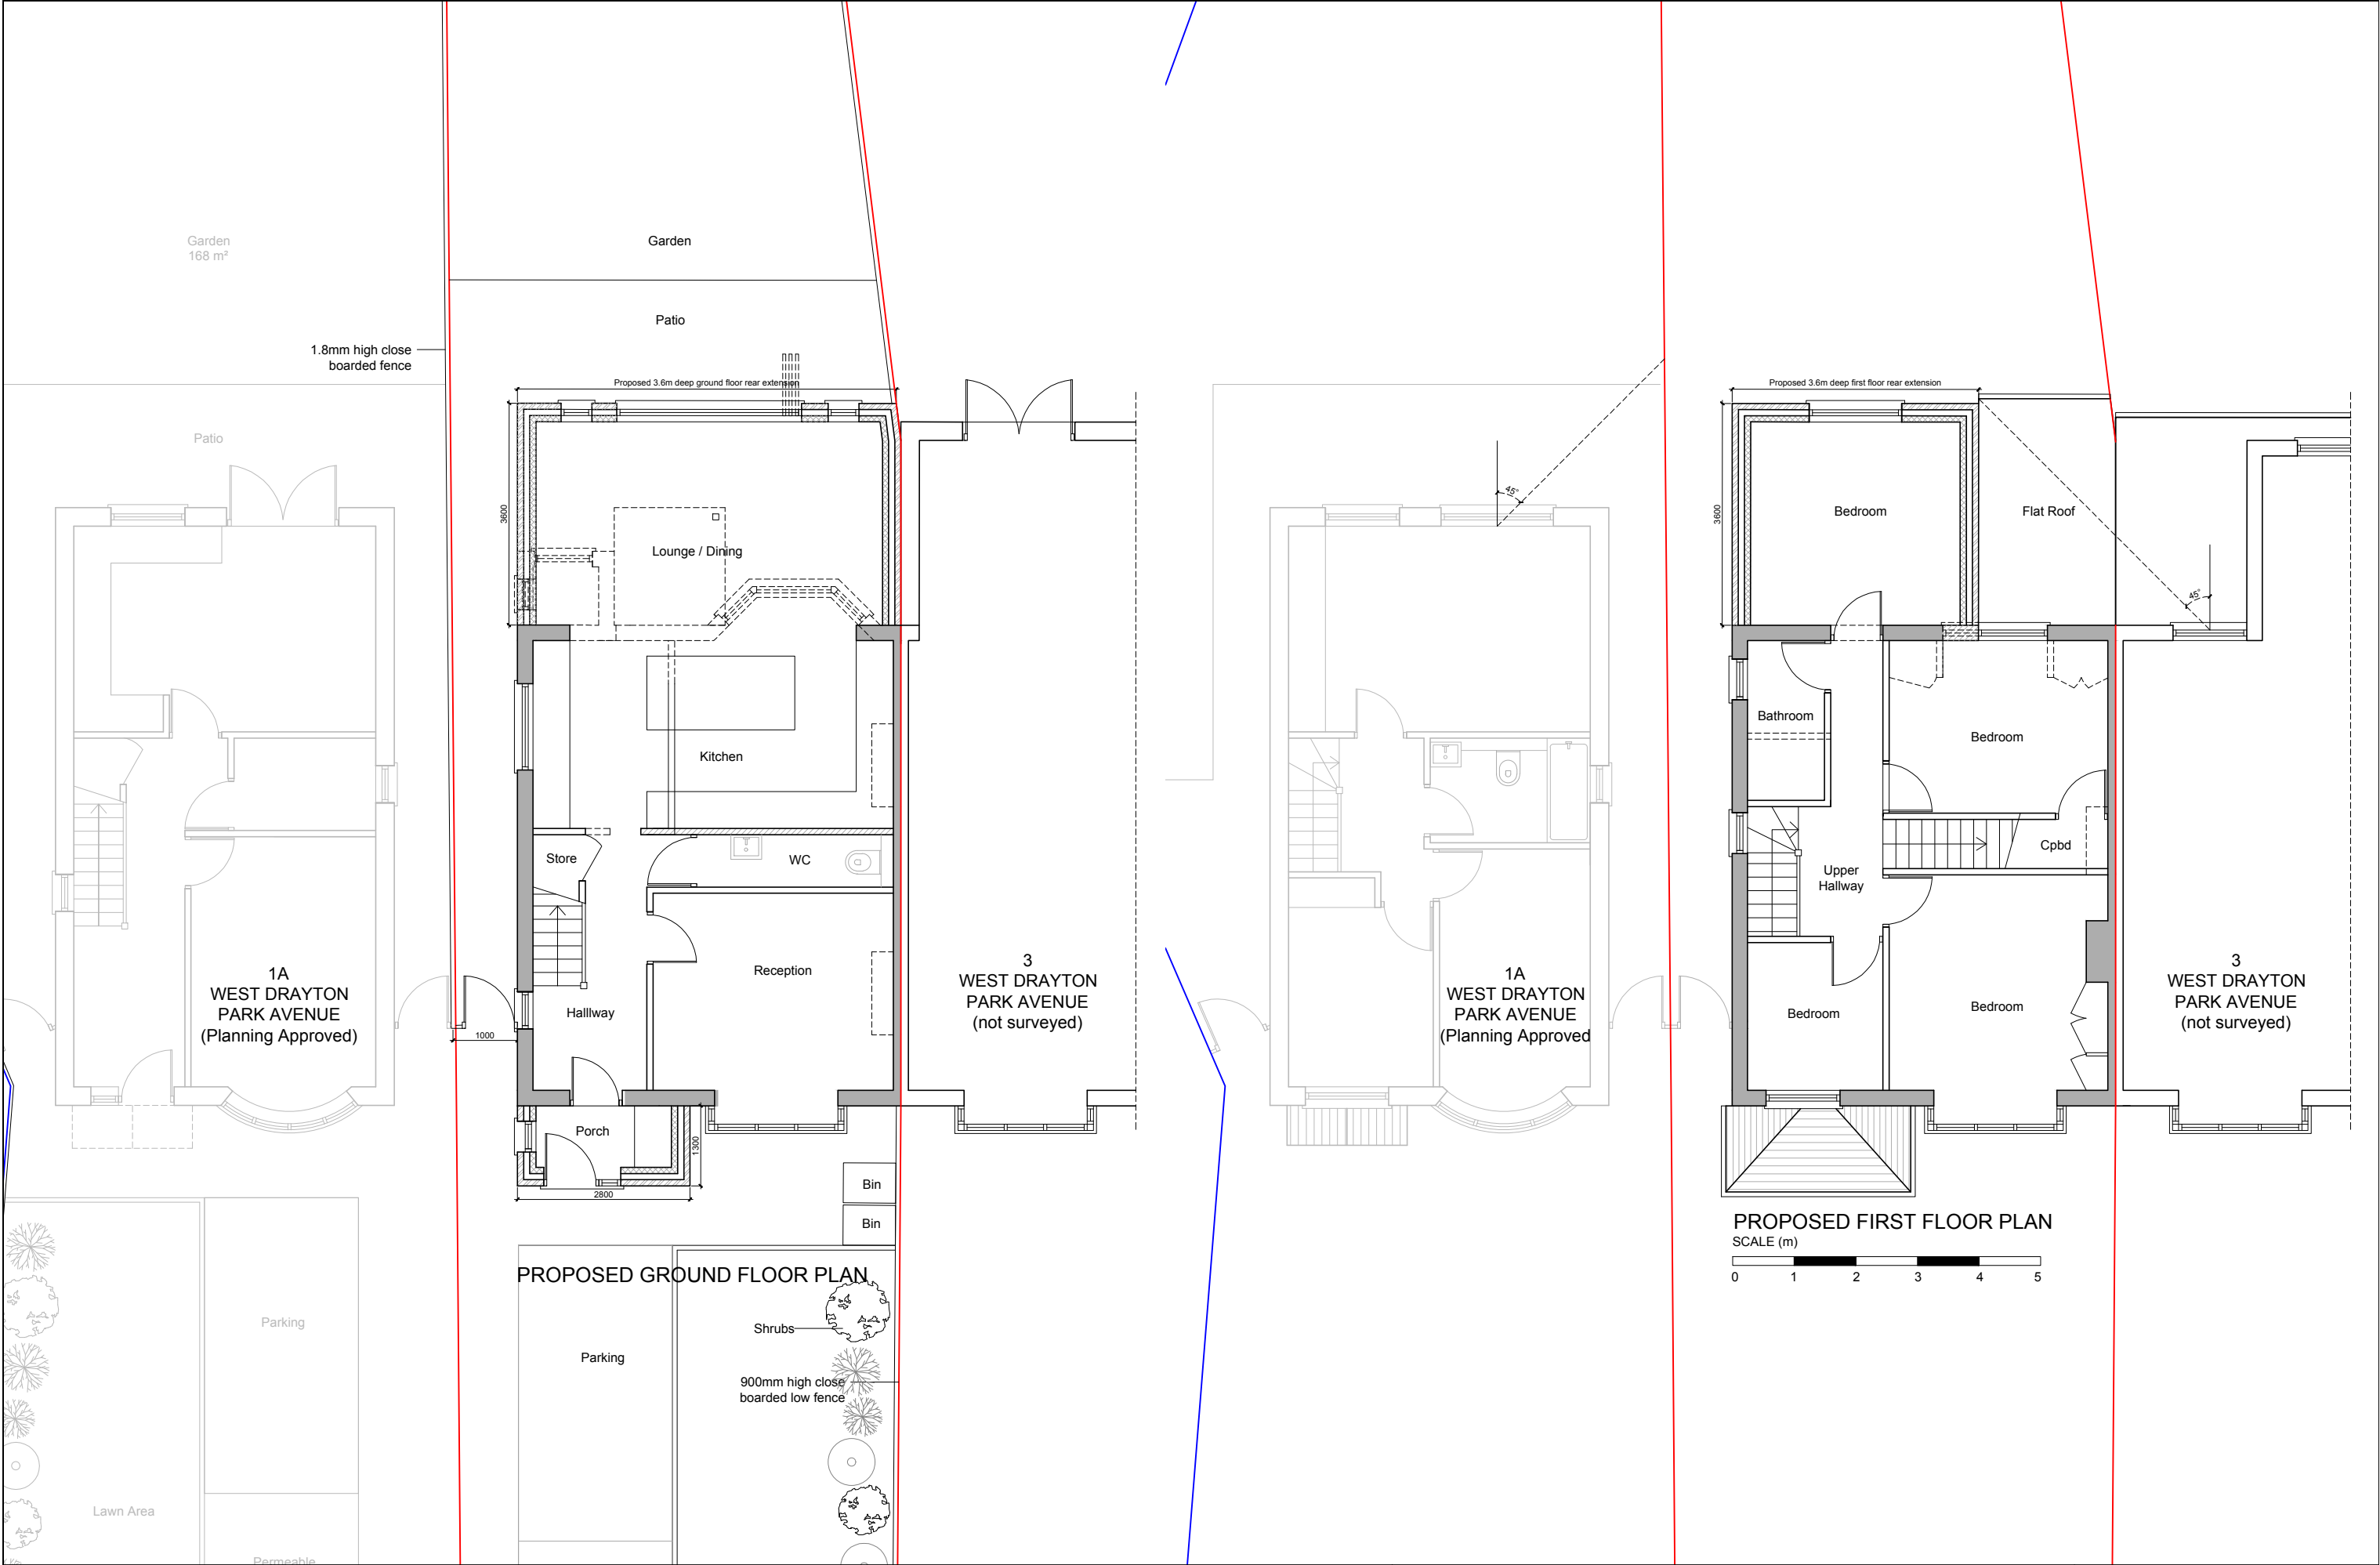 Garden
168 m²
Garden
Patio
1.8mm high close
boarded fence
Proposed 3.6m deep ground floor rear extension
Patio
3600
Lounge / Dining
Kitchen
Store
WC
Reception
Halllway
1A
WEST DRAYTON
PARK AVENUE
(Planning Approved)
1000
3
WEST DRAYTON
PARK AVENUE
(not surveyed)
Porch
1300
2800
Bin
Bin
PROPOSED GROUND FLOOR PLAN
Parking
Shrubs
Parking
900mm high close
boarded low fence
Lawn Area
Permeable
45°
1A
WEST DRAYTON
PARK AVENUE
(Planning Approved
Proposed 3.6m deep first floor rear extension
3600
Bedroom
Flat Roof
45°
Bathroom
Bedroom
Cpbd
Upper
Hallway
Bedroom
Bedroom
3
WEST DRAYTON
PARK AVENUE
(not surveyed)
PROPOSED FIRST FLOOR PLAN
SCALE (m)
0 1 2 3 4 5